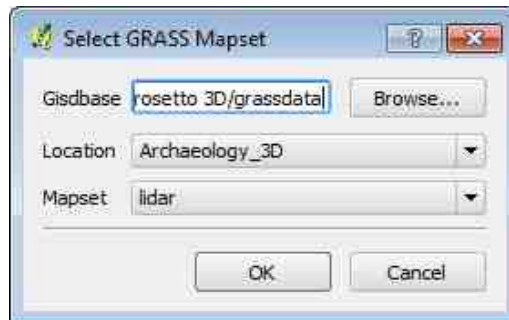 Select GRASS Mapset
Gisdbase rosetto 3D/grassdata Browse...
Location Archaeology_3D
Mapset lidar
OK Cancel